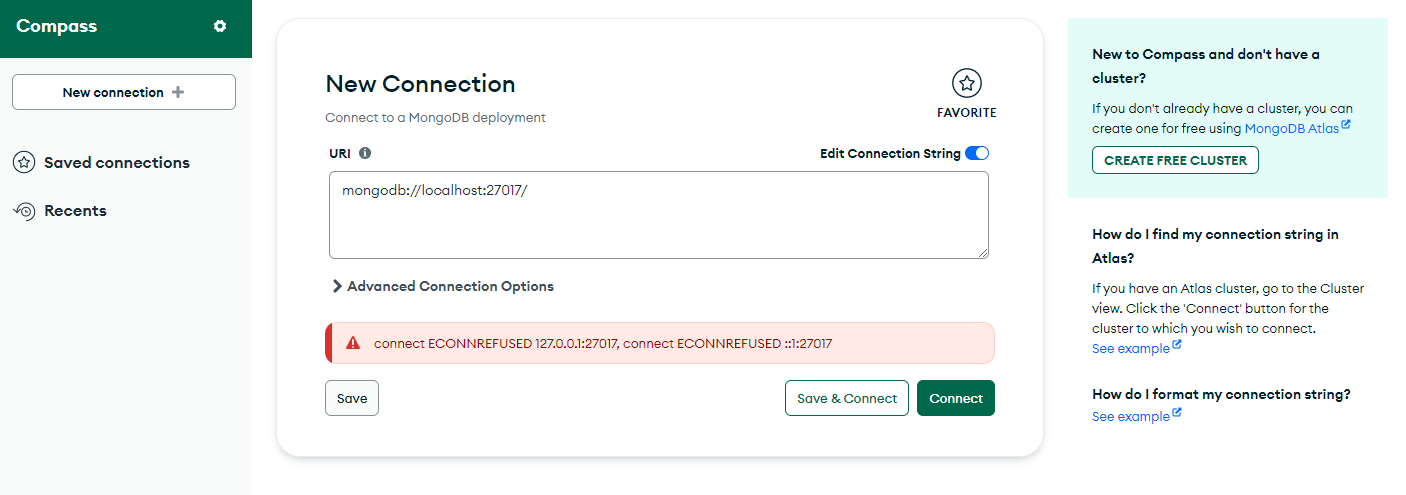 Compass
New connection
Saved connections
Recents
New Connection
Connect to a MongoDB deployment
FAVORITE
URI
Edit Connection String
mongodb://localhost:27017/
Advanced Connection Options
connect ECONNREFUSED 127.0.0.1:27017, connect ECONNREFUSED ::1:27017
Save
Save & Connect
Connect
New to Compass and don't have a
cluster?
If you don't already have a cluster, you can
create one for free using MongoDB Atlas
CREATE FREE CLUSTER
How do I find my connection string in
Atlas?
If you have an Atlas cluster, go to the Cluster
view. Click the 'Connect' button for the
cluster to which you wish to connect.
See example
How do I format my connection string?
See example